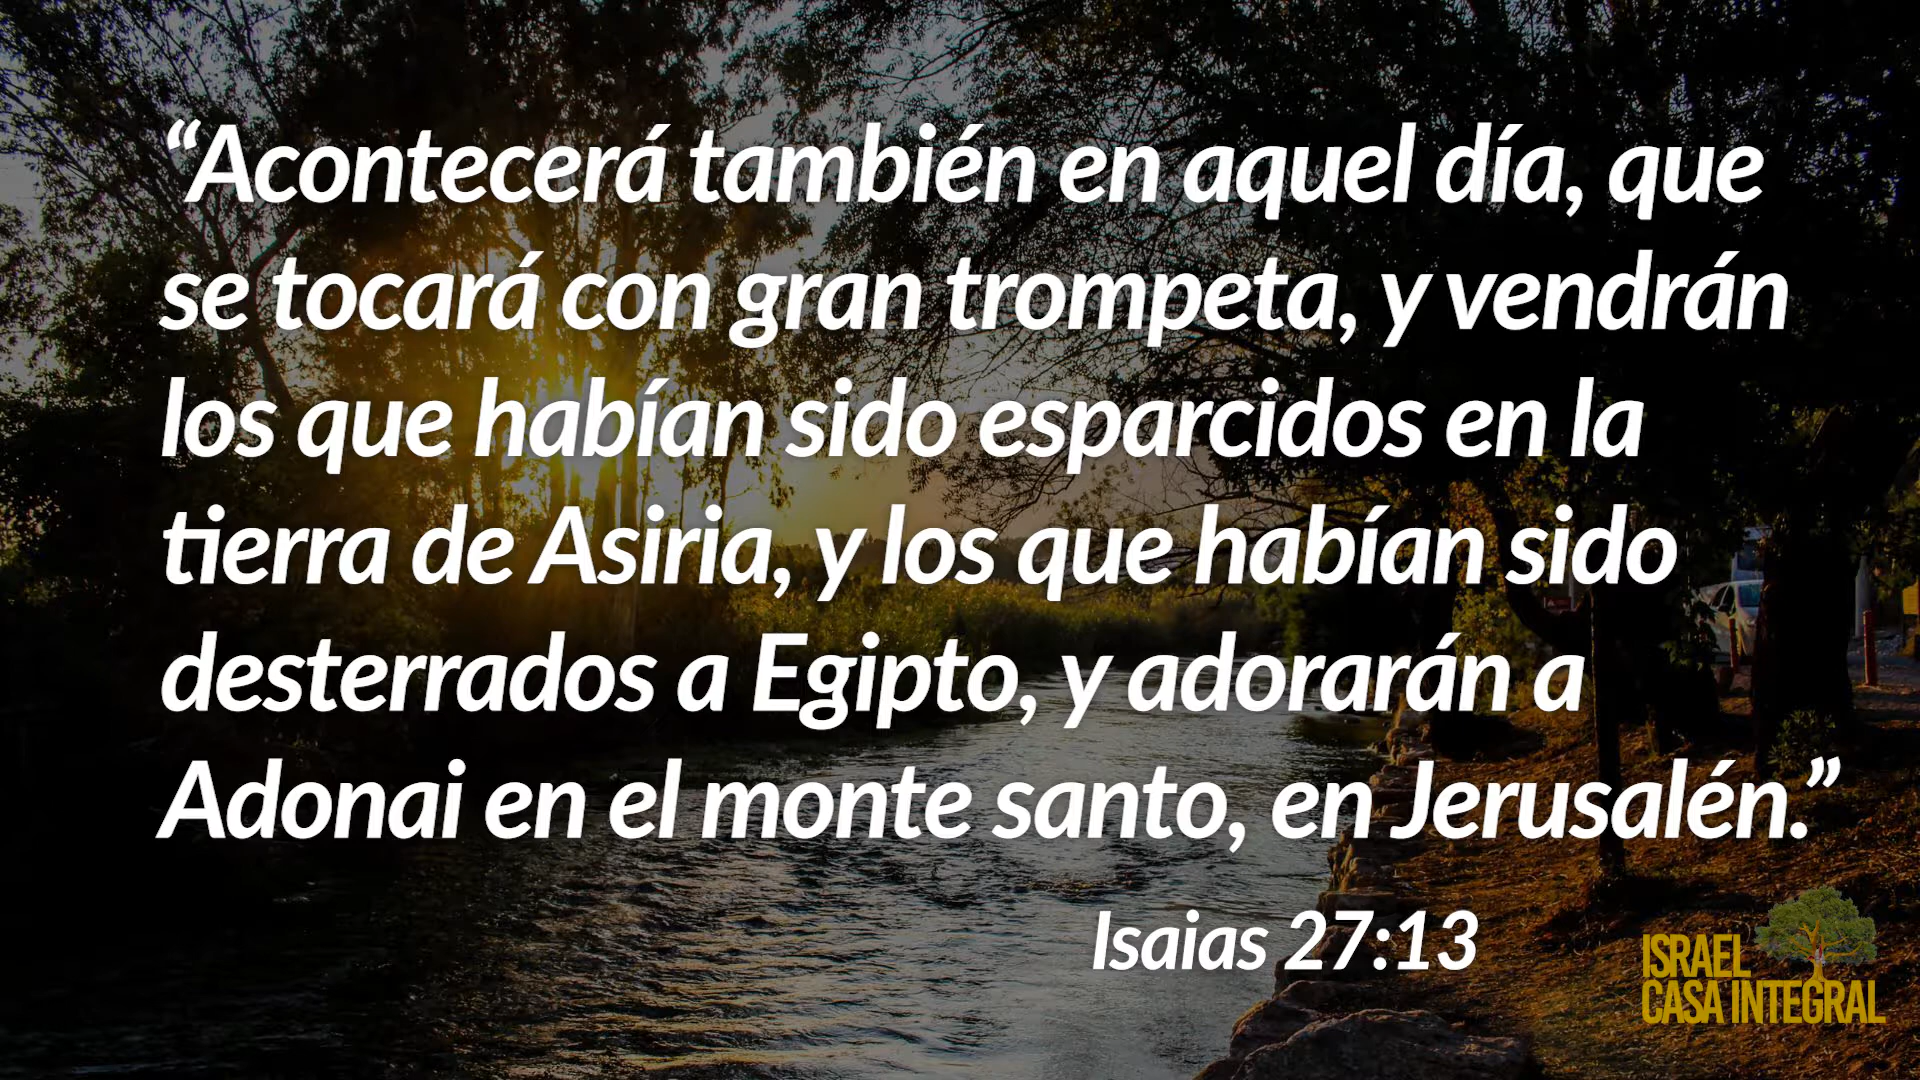 “Acontecerá también en aquel día, que
se tocará con gran trompeta, y vendrán
los que habían sido esparcidos en la
tierra de Asiria, y los que habían sido
desterrados a Egipto, y adorarán a
Adonai en el monte santo, en Jerusalén.”
Isaias 27:13
ISRAEL
CASA INTEGRAL